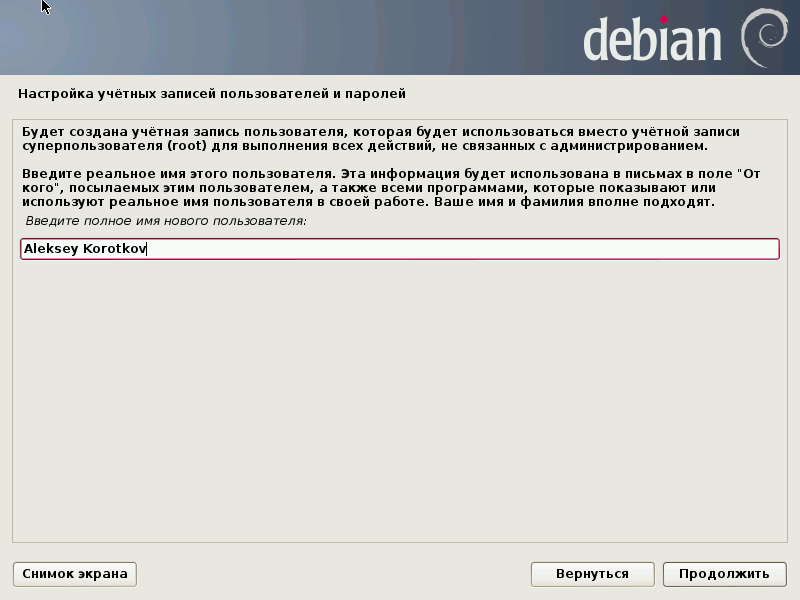 debian
Настройка учётных записей пользователей и паролей
Будет создана учётная запись пользователя, которая будет использоваться вместо учётной записи
суперпользователя (root) для выполнения всех действий, не связанных с администрированием.
Введите реальное имя этого пользователя. Эта информация будет использована в письмах в поле "От
кого", посылаемых этим пользователем, а также всеми программами, которые показывают или
используют реальное имя пользователя в своей работе. Ваше имя и фамилия вполне подходят.
Введите полное имя нового пользователя:
Aleksey Korotkov
Снимок экрана
Вернуться
Продолжить